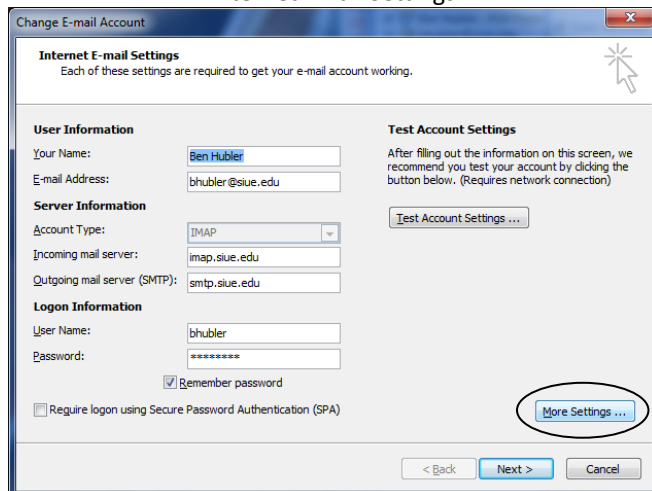 Change E-mail Account
Internet E-mail Settings
Each of these settings are required to get your e-mail account working.
User Information
Your Name:
Ben Hubler
E-mail Address:
bhubler@siue.edu
Server Information
Account Type:
IMAP
Incoming mail server:
imap.siue.edu
Outgoing mail server (SMTP):
smtp.siue.edu
Logon Information
User Name:
bhubler
Password:
********
Remember password
Require logon using Secure Password Authentication (SPA)
Test Account Settings
After filling out the information on this screen, we
recommend you test your account by clicking the
button below. (Requires network connection)
Test Account Settings ...
More Settings ...
< Back
Next >
Cancel